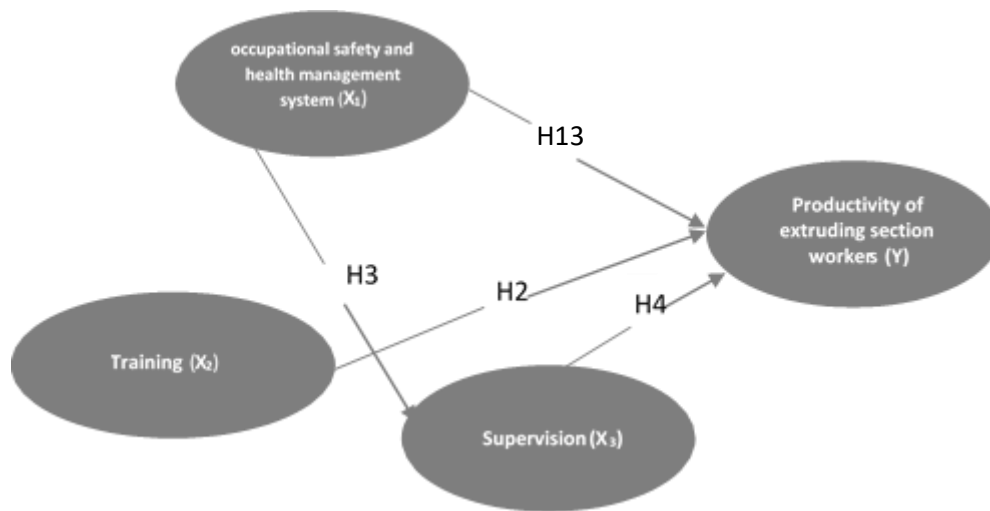 occupational safety and
health management
system (X₁)
H13
Productivity of
extruding section
workers (Y)
H3
H2
H4
Training (X₂)
Supervision (X₃)